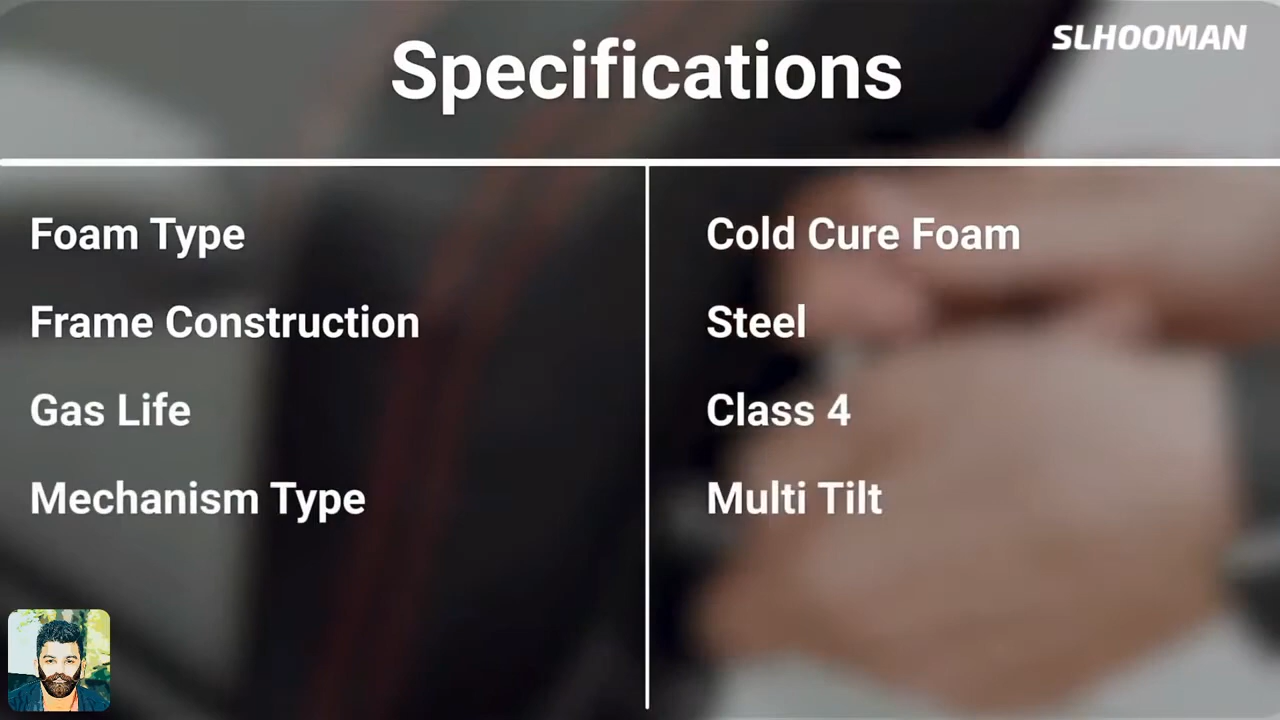 SLHOOMAN
Specifications
Foam Type Cold Cure Foam
Frame Construction Steel
Gas Life Class 4
Mechanism Type Multi Tilt